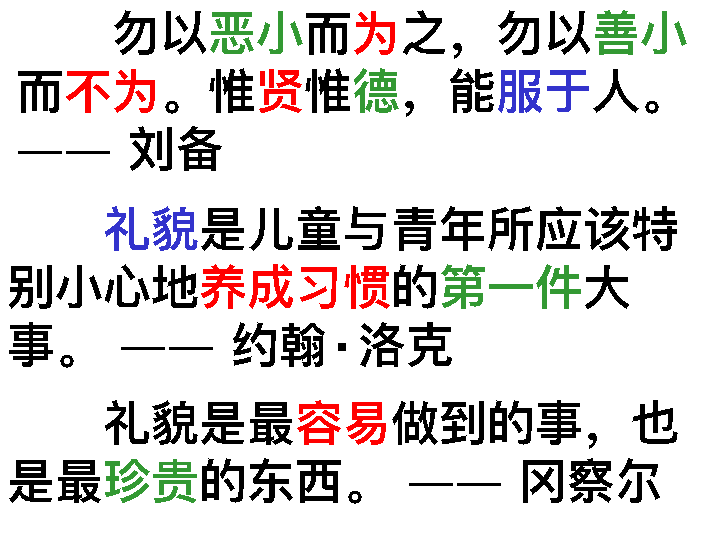 勿以恶小而为之，勿以善小
而不为。惟贤惟德，能服于人。
—— 刘备
礼貌是儿童与青年所应该特
别小心地养成习惯的第一件大
事。 —— 约翰·洛克
礼貌是最容易做到的事，也
是最珍贵的东西。 —— 冈察尔